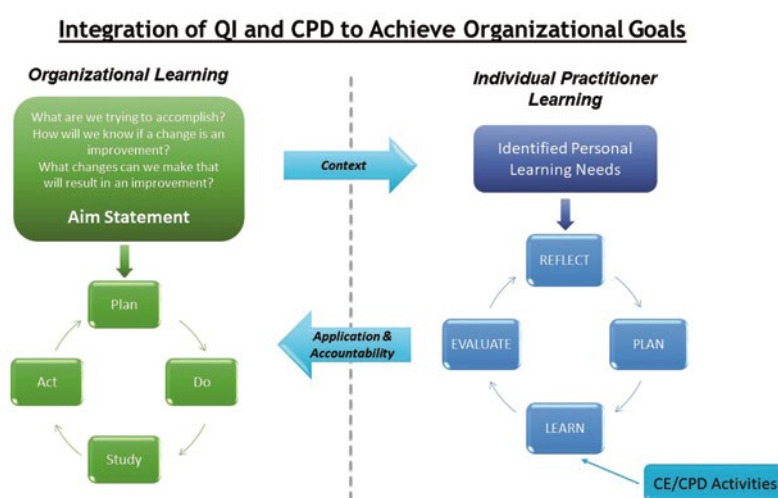 Integration of QI and CPD to Achieve Organizational Goals
Organizational Learning
What are we trying to accomplish?
How will we know if a change is an
improvement?
What changes can we make that
will result in an improvement?
Aim Statement
Plan
Do
Study
Act
Context
Application &
Accountability
Individual Practitioner
Learning
Identified Personal
Learning Needs
REFLECT
PLAN
LEARN
EVALUATE
CE/CPD Activities